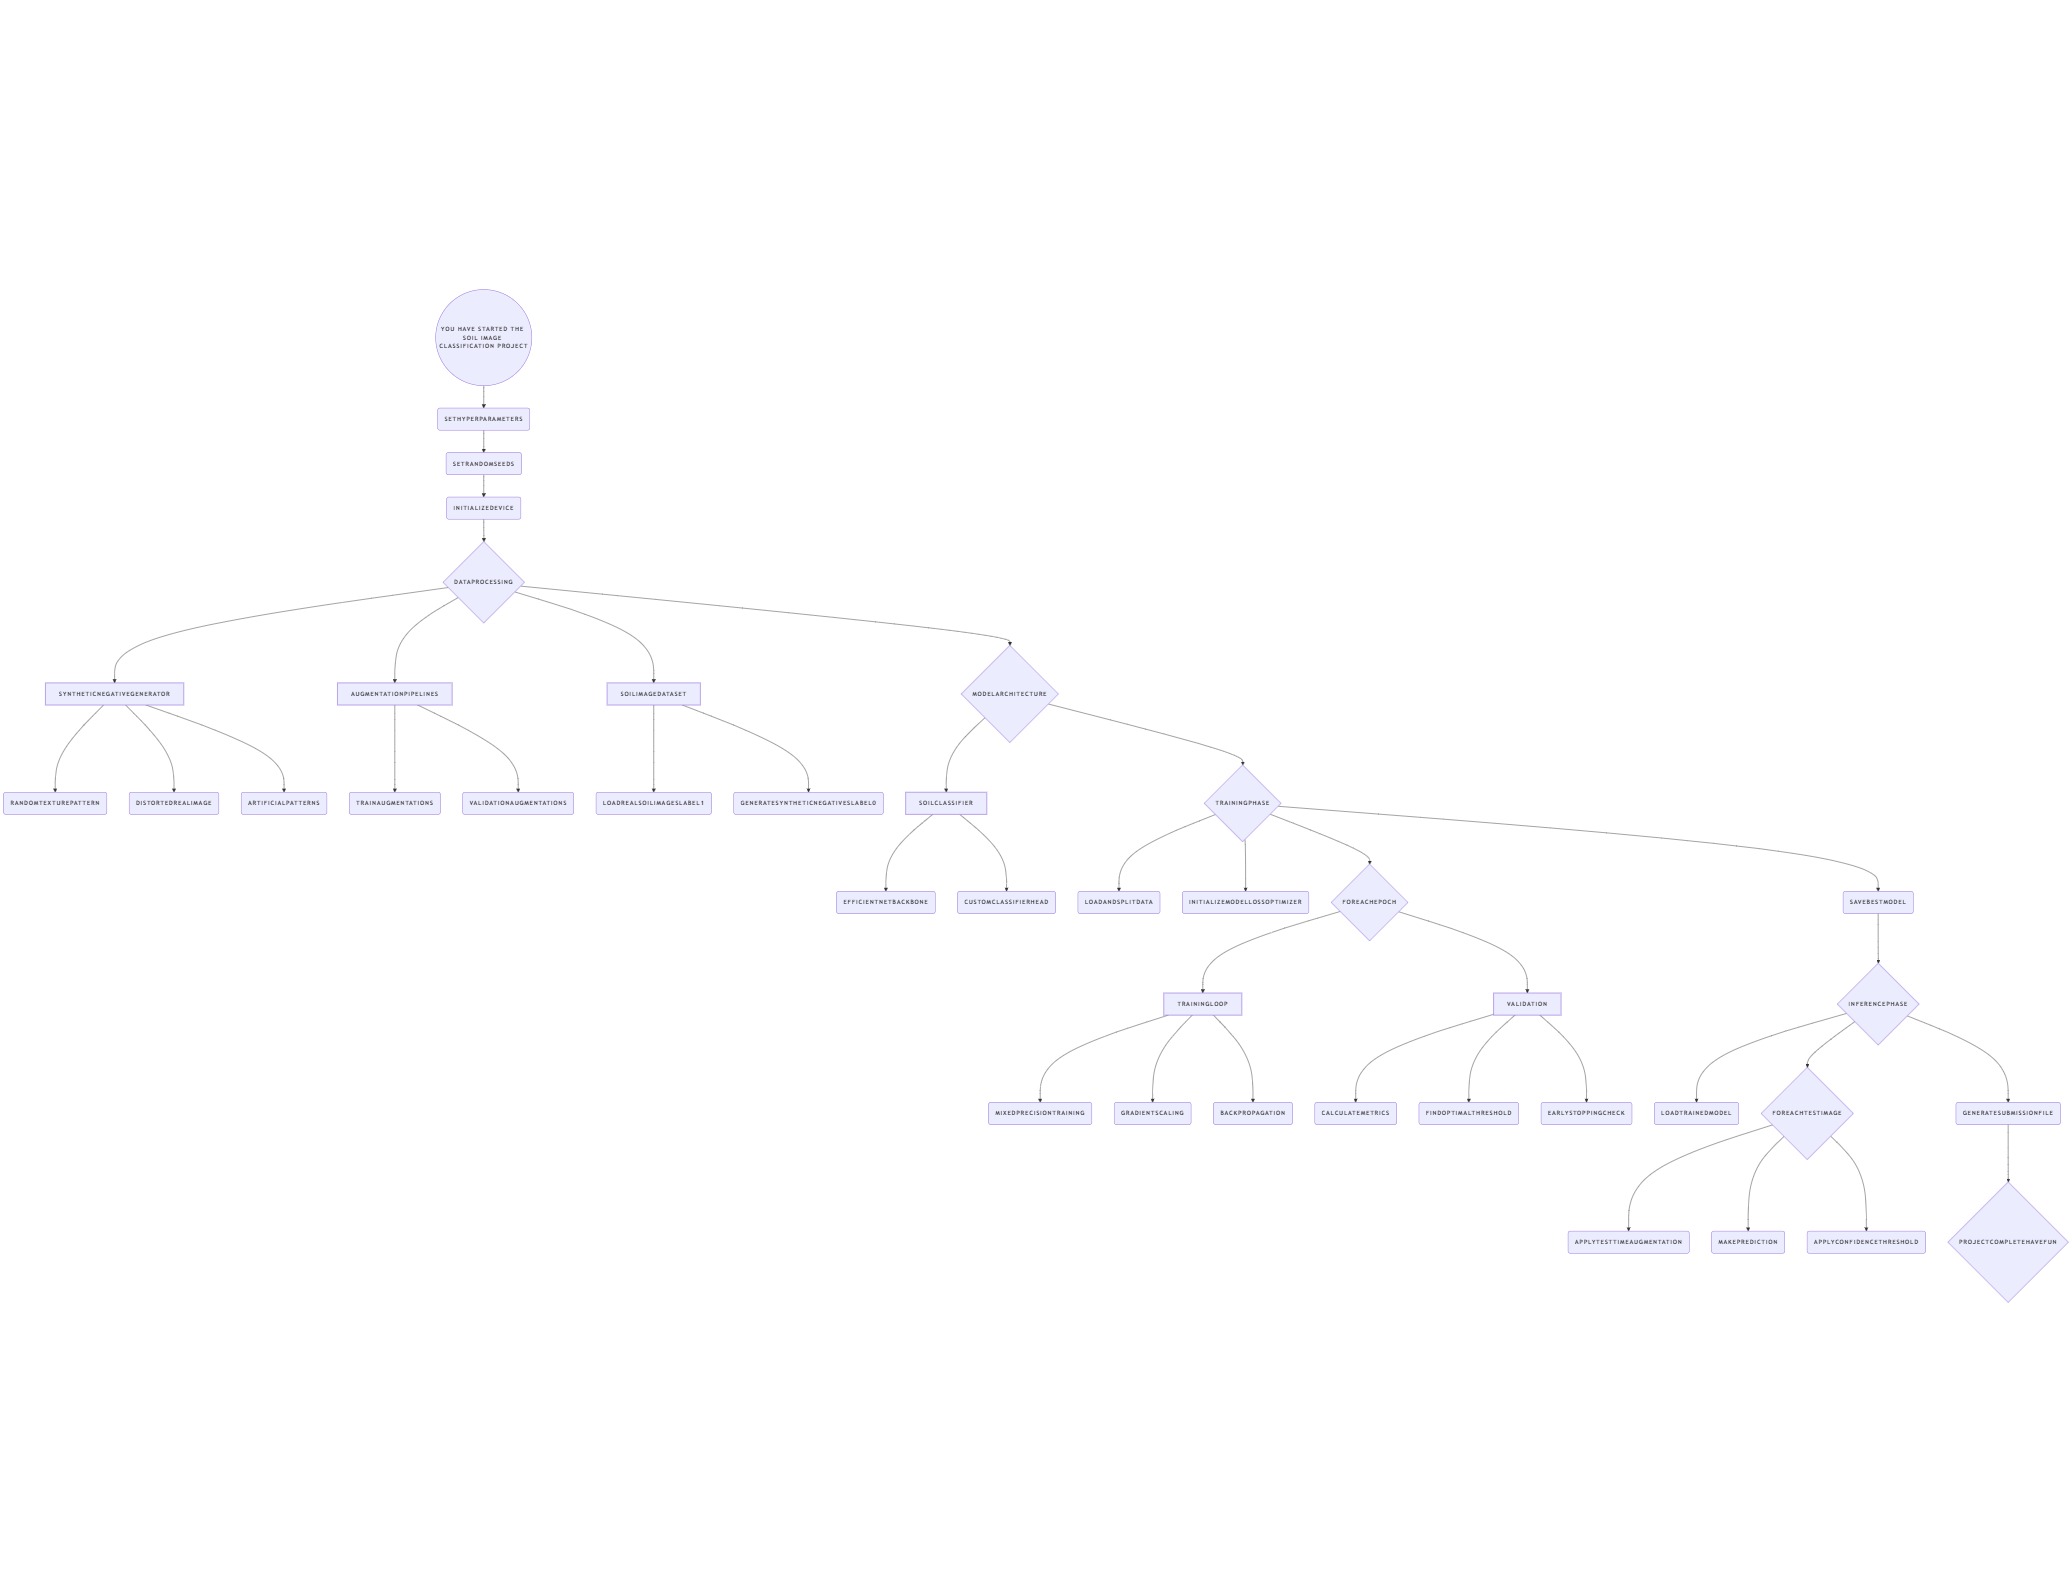 YOU HAVE STARTED THE
SOIL IMAGE
CLASSIFICATION PROJECT
SETHYPERPARAMETERS
SETRANDOMSEEDS
INITIALIZEDEVICE
DATAPROCESSING
SYNTHETICNEGATIVEGENERATOR
AUGMENTATIONPIPELINES
SOILIMAGEDATASET
MODELARCHITECTURE
RANDOMTEXTUREPATTERN
DISTORTEDREALIMAGE
ARTIFICIALPATTERNS
TRAINAUGMENTATIONS
VALIDATIONAUGMENTATIONS
LOADREALSOILIMAGESLABEL1
GENERATESYNTHETICNEGATIVESLABEL0
SOILCLASSIFIER
TRAININGPHASE
EFFICIENTNETBACKBONE
CUSTOMCLASSIFIERHEAD
LOADANDSPLITDATA
INITIALIZEMODELLOSSOPTIMIZER
FOREACHEPOCH
SAVEBESTMODEL
TRAININGLOOP
VALIDATION
INFERENCEPHASE
MIXEDPRECISIONTRAINING
GRADIENTSCALING
BACKPROPAGATION
CALCULATEMETRICS
FINDOPTIMALTHRESHOLD
EARLYSTOPPINGCHECK
LOADTRAINEDMODEL
FOREACHTESTIMAGE
GENERATESUBMISSIONFILE
APPLYTESTTIMEAUGMENTATION
MAKEPREDICTION
APPLYCONFIDENCETHRESHOLD
PROJECTCOMPLETEHAVEFUN